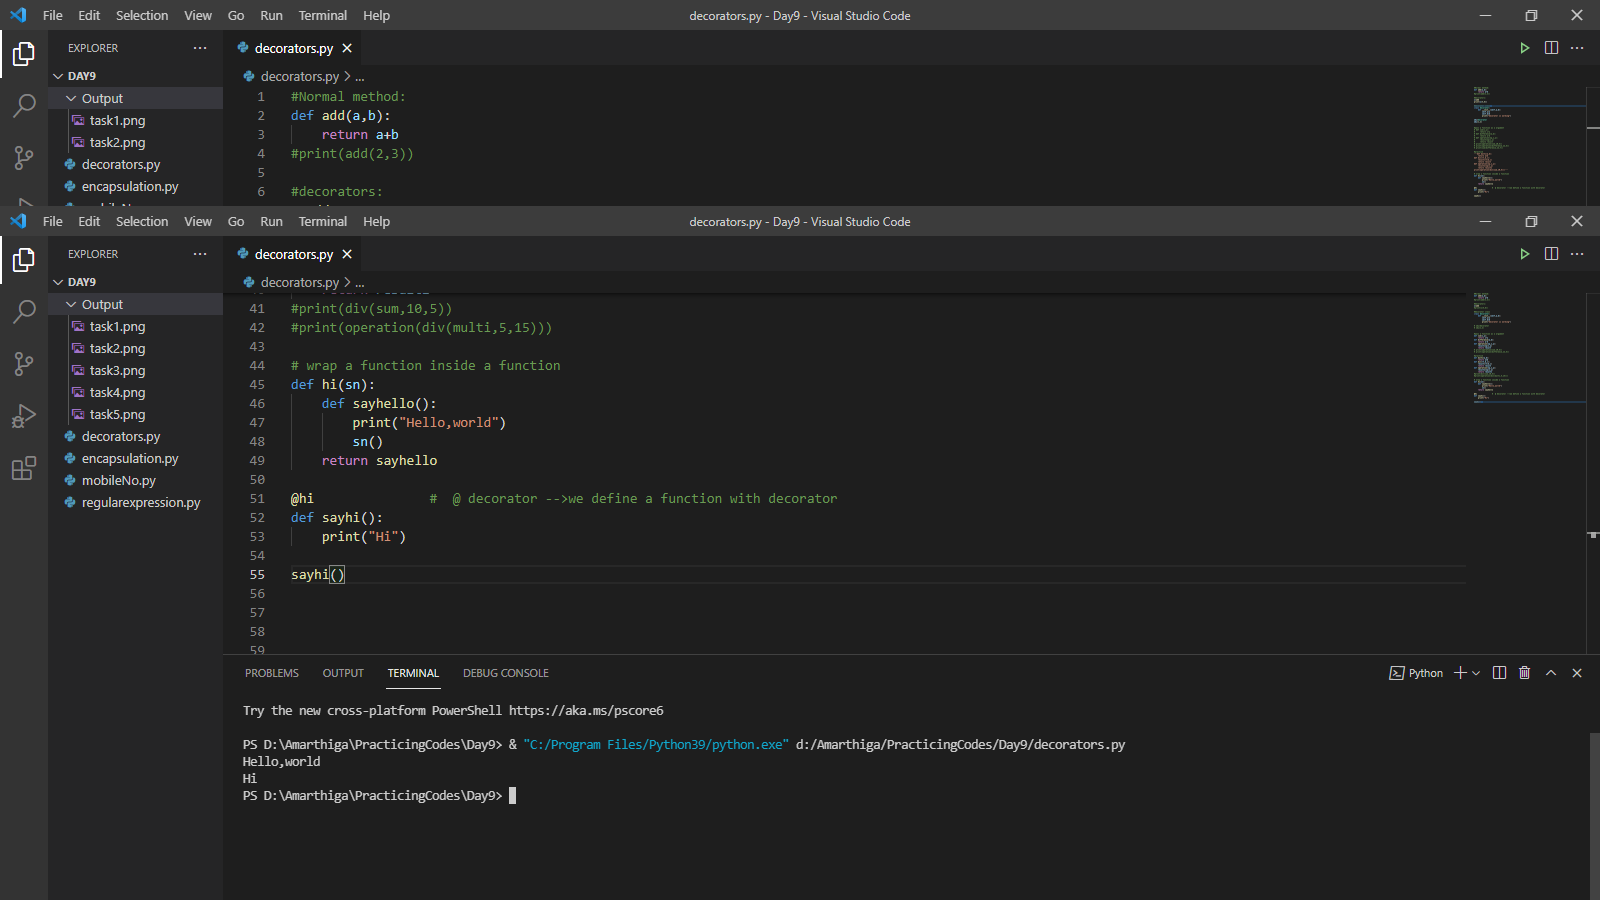 File Edit Selection View Go Run Terminal Help decorators.py - Day9 - Visual Studio Code
EXPLORER ··· decorators.py
DAY9 decorators.py > ...
Output
task1.png
task2.png
decorators.py
encapsulation.py
1 #Normal method:
2 def add(a,b):
3 return a+b
4 #print(add(2,3))
5
6 #decorators:
File Edit Selection View Go Run Terminal Help decorators.py - Day9 - Visual Studio Code
EXPLORER ··· decorators.py
DAY9 decorators.py > ...
Output
task1.png
task2.png
task3.png
task4.png
task5.png
decorators.py
encapsulation.py
mobileNo.py
regularexpression.py
41 #print(div(sum,10,5))
42 #print(operation(div(multi,5,15)))
43
44 # wrap a function inside a function
45 def hi(sn):
46 def sayhello():
47 print("Hello,world")
48 sn()
49 return sayhello
50
51 @hi # @ decorator -->we define a function with decorator
52 def sayhi():
53 print("Hi")
54
55 sayhi()
56
57
58
59
PROBLEMS OUTPUT TERMINAL DEBUG CONSOLE Python
Try the new cross-platform PowerShell https://aka.ms/pscore6
PS D:\Amarthiga\PracticingCodes\Day9> & "C:/Program Files/Python39/python.exe" d:/Amarthiga/PracticingCodes/Day9/decorators.py
Hello,world
Hi
PS D:\Amarthiga\PracticingCodes\Day9>